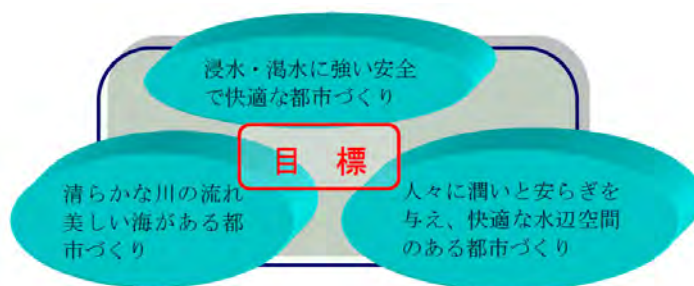 浸水・渇水に強い安全
で快適な都市づくり
目 標
清らかな川の流れ
美しい海がある都
市づくり
人々に潤いと安らぎを
与え、快適な水辺空間
のある都市づくり